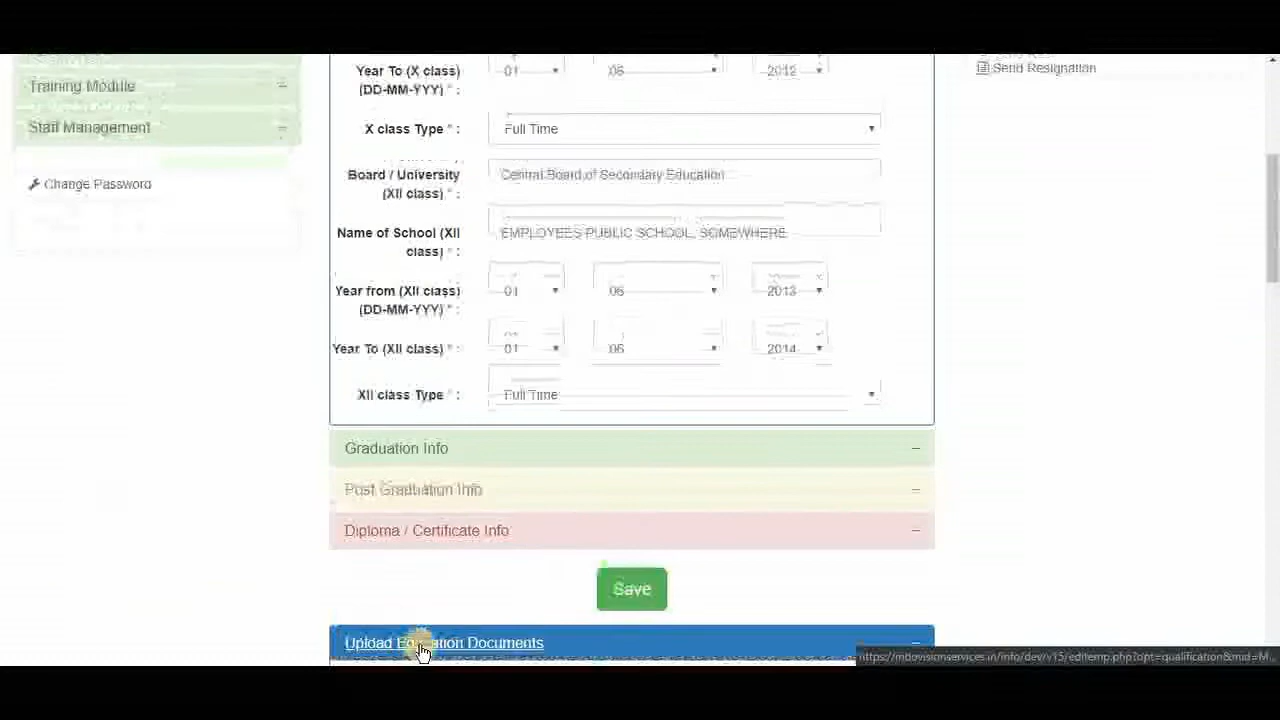 Training Module
Staff Management
Change Password
Send Resignation
Year To (X class)
(DD-MM-YYY) * :
01 06 2012
X class Type * :
Full Time
Board / University
(XII class) * :
Central Board of Secondary Education
Name of School (XII
class) * :
EMPLOYEES PUBLIC SCHOOL, SOMEWHERE
Year from (XII class)
(DD-MM-YYY) * :
01 06 2013
Year To (XII class) * :
01 06 2014
XII class Type * :
Full Time
Graduation Info
Post Graduation Info
Diploma / Certificate Info
Save
Upload Education Documents